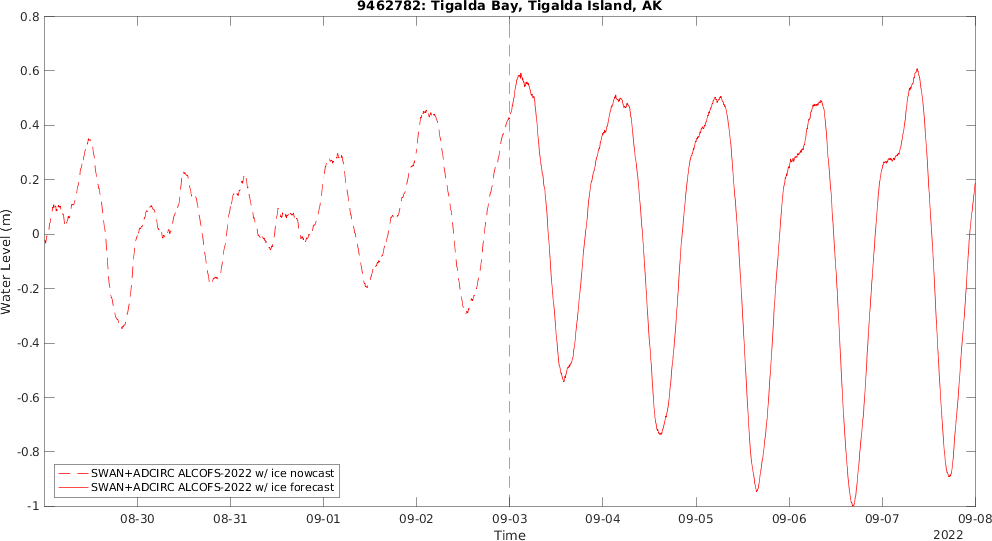 9462782: Tigalda Bay, Tigalda Island, AK
0.8
0.6
0.4
0.2
0
-0.2
-0.4
-0.6
-0.8
-1
Water Level (m)
SWAN+ADCIRC ALCOFS-2022 w/ ice nowcast
SWAN+ADCIRC ALCOFS-2022 w/ ice forecast
08-30 08-31 09-01 09-02 09-03 09-04 09-05 09-06 09-07 09-08
Time
2022